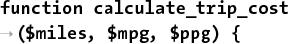 function calculate_trip_cost
→($miles, $mpg, $ppg) {